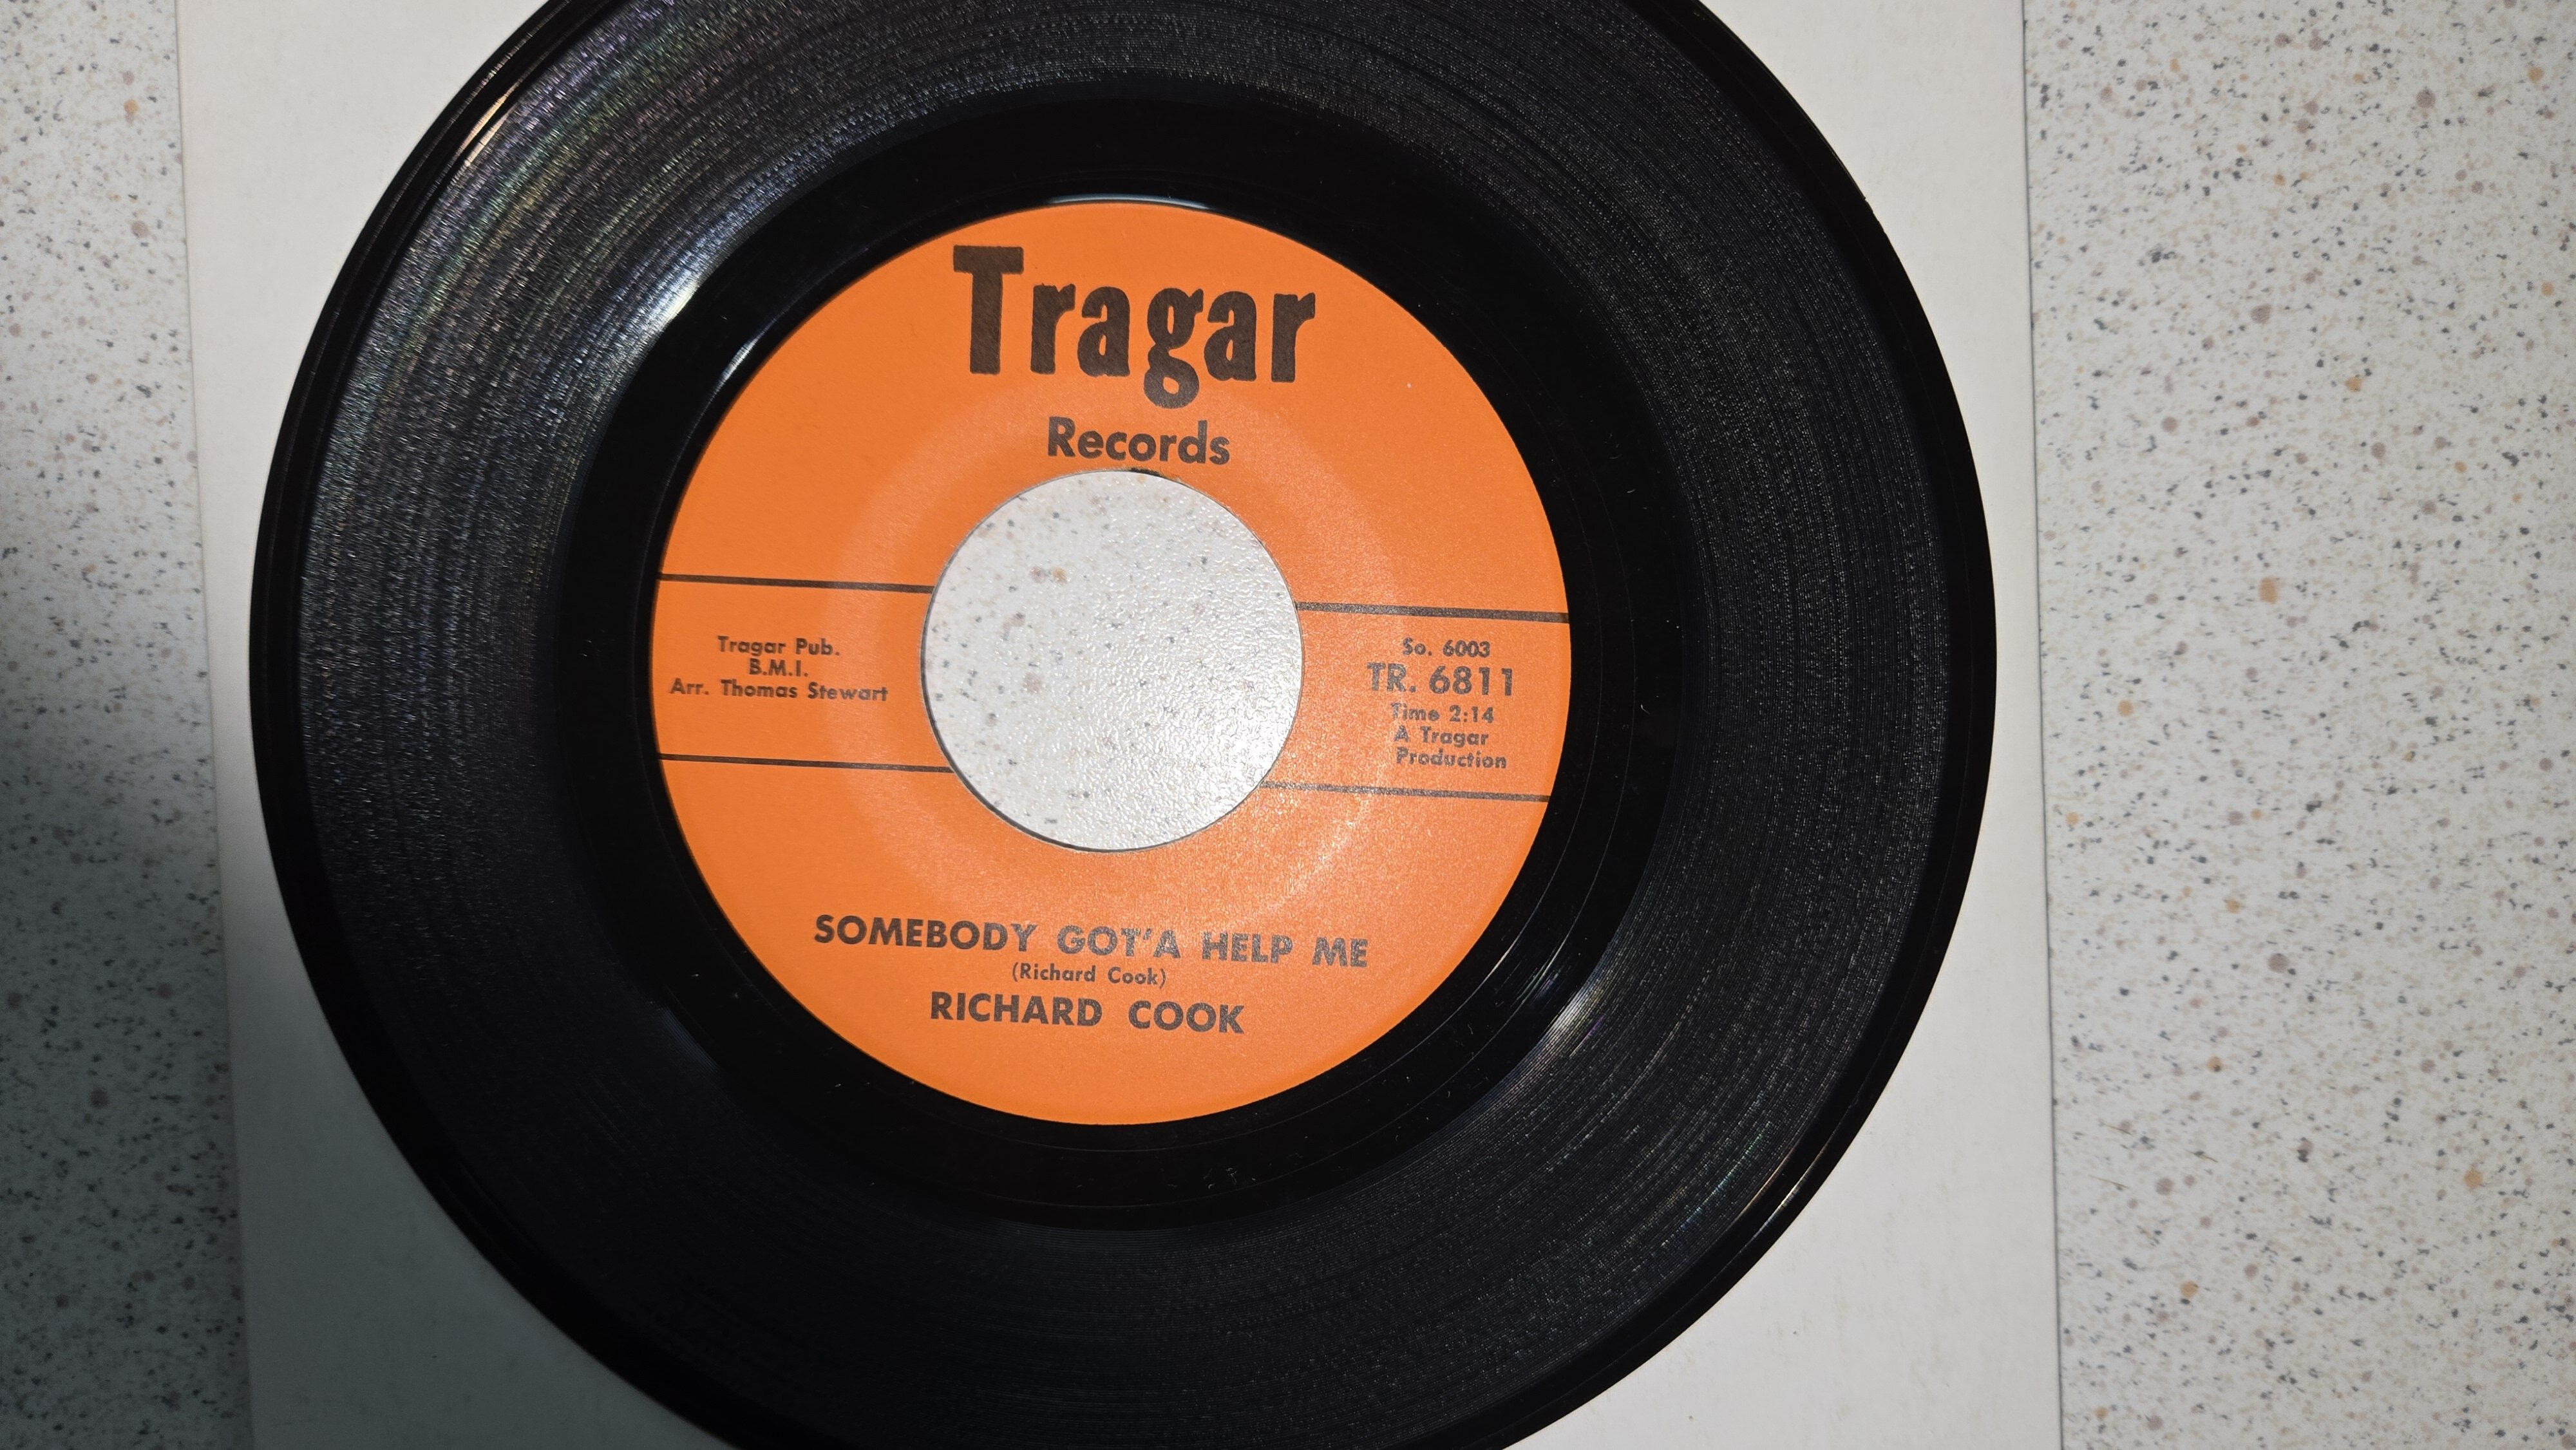 Tragar
Records
Tragar Pub.
B.M.I.
Arr. Thomas Stewart
So. 6003
TR. 6811
Time 2:14
A Tragar
Production
SOMEBODY GOT'A HELP ME
(Richard Cook)
RICHARD COOK